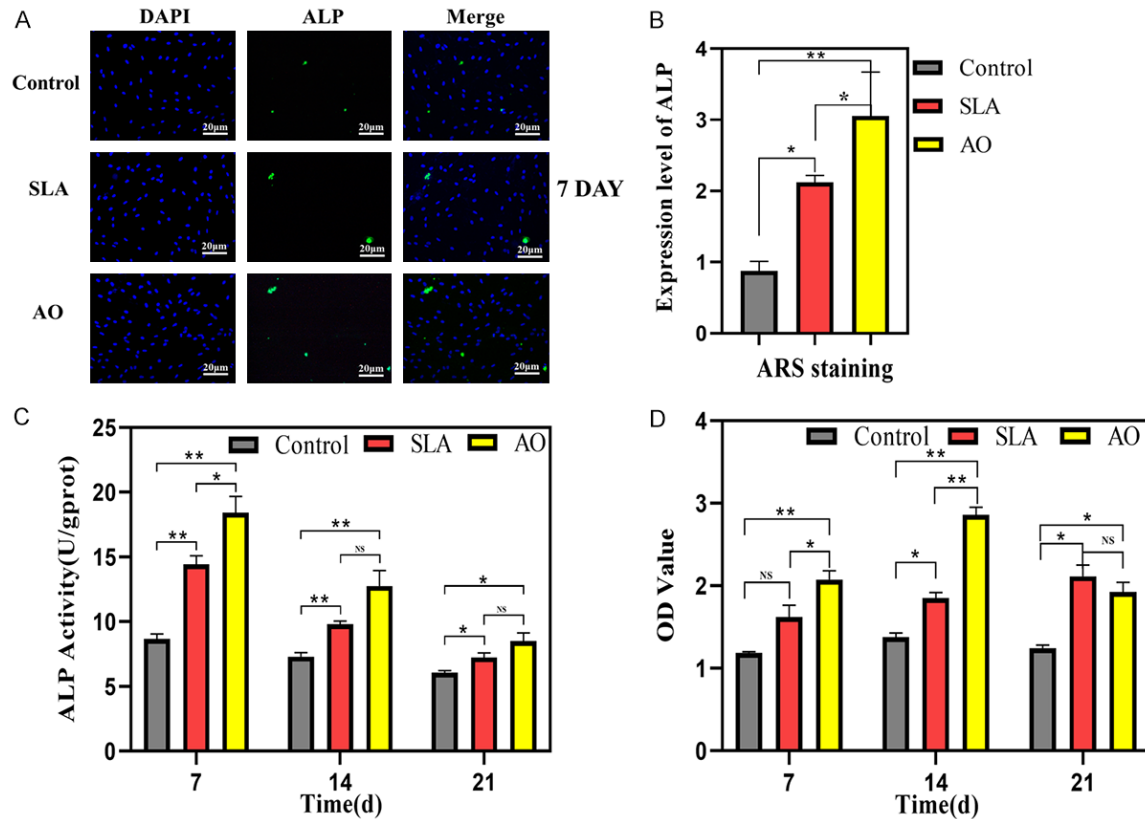 A
DAPI ALP Merge
Control
20μm 20μm 20μm
SLA
20μm 20μm 20μm
7 DAY
AO
20μm 20μm 20μm
B
Expression level of ALP
4
3
2
1
0
** * *
Control
SLA
AO
ARS staining
C
ALP Activity(U/gprot)
25
20
15
10
5
0
Control SLA AO
** * **
** NS **
* NS *
7 14 21
Time(d)
D
OD Value
4
3
2
1
0
Control SLA AO
** * NS
** ** *
* * NS
7 14 21
Time(d)